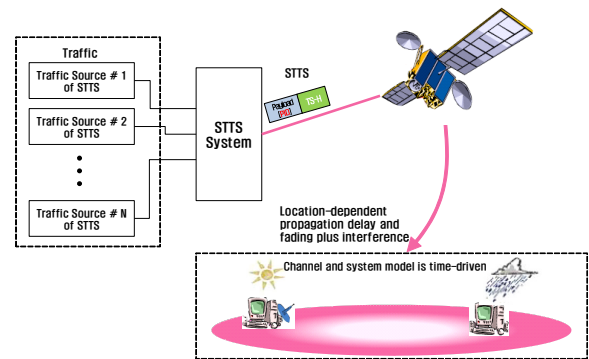 Traffic
Traffic Source # 1
of STTS
Traffic Source # 2
of STTS
Traffic Source # N
of STTS
STTS
System
STTS
Payload
TS-H
Location-dependent
propagation delay and
fading plus interference
Channel and system model is time-driven